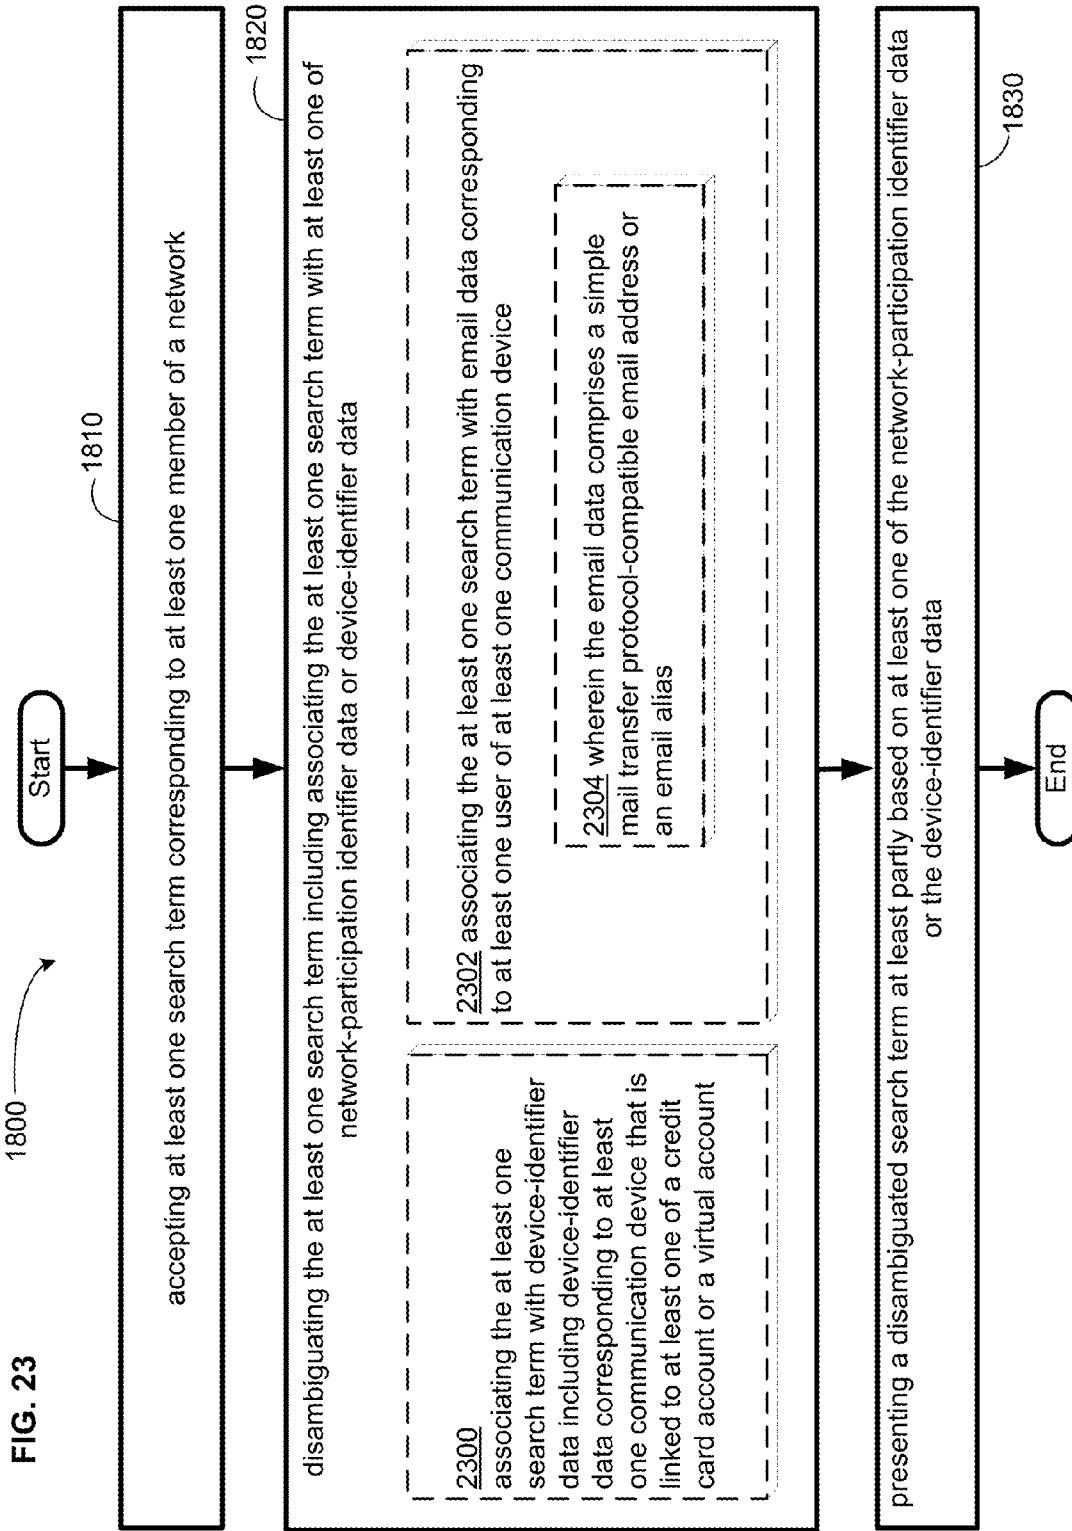 FIG. 23
1800
Start
1810
accepting at least one search term corresponding to at least one member of a network
1820
disambiguating the at least one search term including associating the at least one search term with at least one of
network-participation identifier data or device-identifier data
2300
associating the at least one
search term with device-identifier
data including device-identifier
data corresponding to at least
one communication device that is
linked to at least one of a credit
card account or a virtual account
2302 associating the at least one search term with email data corresponding
to at least one user of at least one communication device
2304 wherein the email data comprises a simple
mail transfer protocol-compatible email address or
an email alias
1830
presenting a disambiguated search term at least partly based on at least one of the network-participation identifier data
or the device-identifier data
End